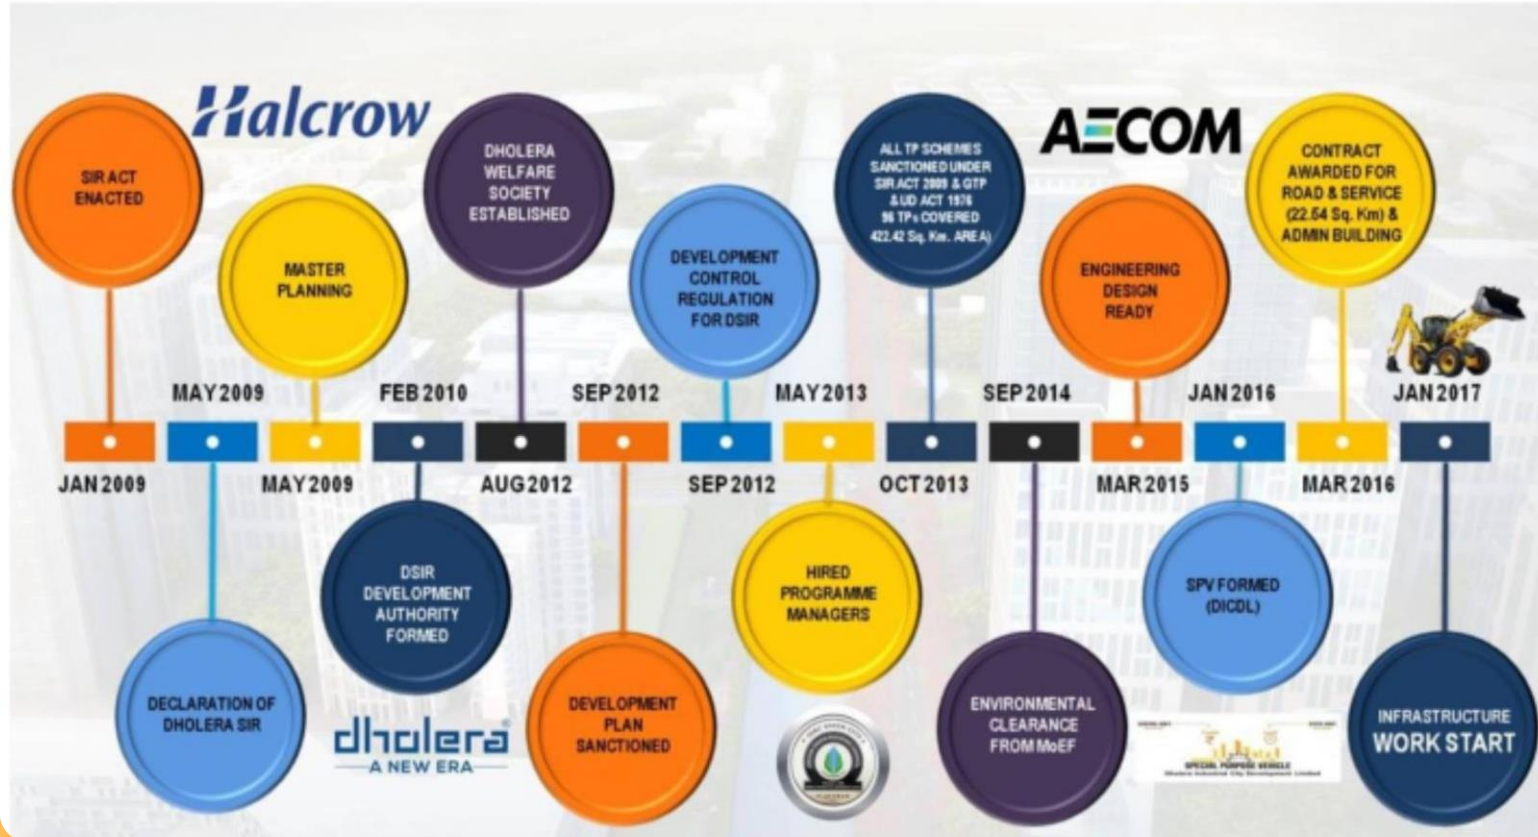 Halcrow
AECOM
SIR ACT
ENACTED
MASTER
PLANNING
DHOLERA
WELFARE
SOCIETY
ESTABLISHED
DEVELOPMENT
CONTROL
REGULATION
FOR DSIR
ALL TP SCHEMES
SANCTIONED UNDER
SIR ACT 2009 & GTP
& UD ACT 1976
96 TPs COVERED
422.42 Sq. Km. AREA)
ENGINEERING
DESIGN
READY
CONTRACT
AWARDED FOR
ROAD & SERVICE
(22.54 Sq. Km) &
ADMIN BUILDING
MAY 2009
FEB 2010
SEP 2012
MAY 2013
SEP 2014
JAN 2016
JAN 2017
JAN 2009
MAY 2009
AUG 2012
SEP 2012
OCT 2013
MAR 2015
MAR 2016
DECLARATION OF
DHOLERA SIR
DSIR
DEVELOPMENT
AUTHORITY
FORMED
dholera®
A NEW ERA
DEVELOPMENT
PLAN
SANCTIONED
HIRED
PROGRAMME
MANAGERS
ENVIRONMENTAL
CLEARANCE
FROM MoEF
SPV FORMED
(DICDL)
SPECIAL PURPOSE VEHICLE
Dholera Industrial City Development Limited
INFRASTRUCTURE
WORK START